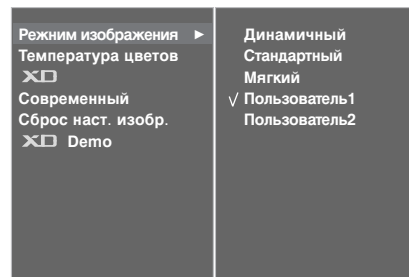 Режим изображения ►
Температура цветов
XD
Современный
Сброс наст. изобр.
XD Demo
Динамичный
Стандартный
Мягкий
√ Пользователь1
Пользователь2